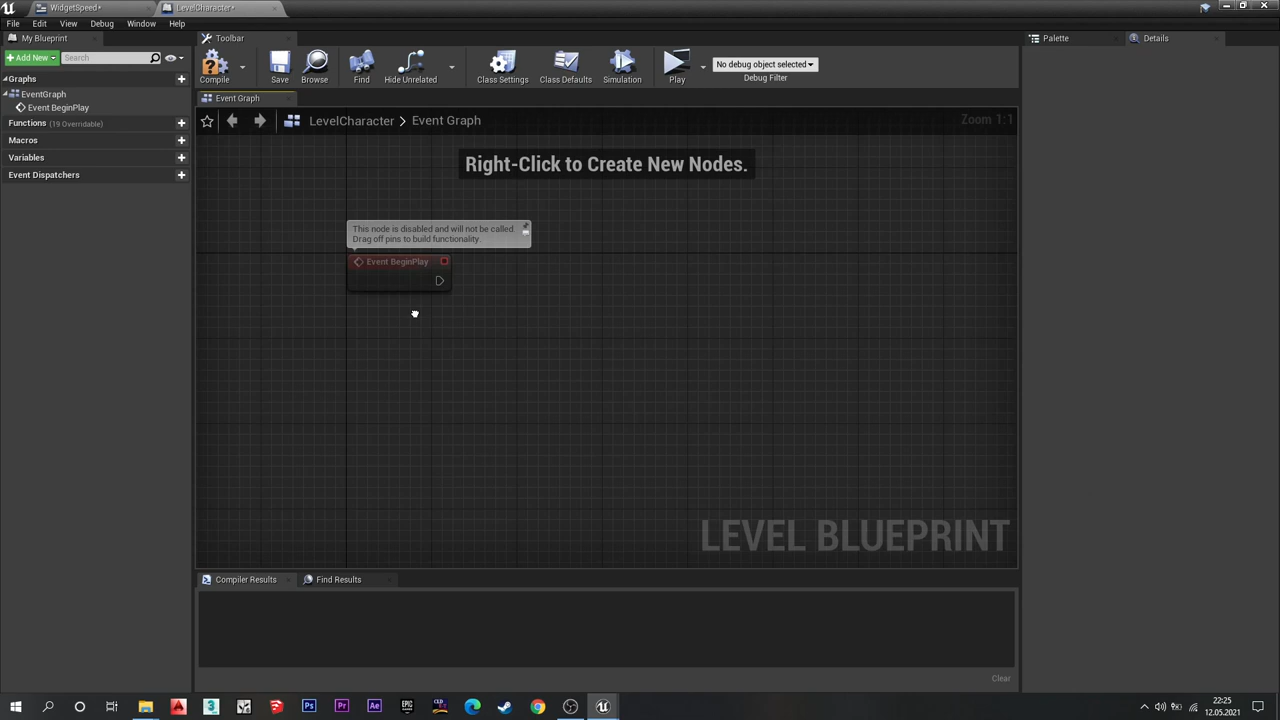 WidgetSpeed*
LevelCharacter*
File Edit View Debug Window Help
My Blueprint
Toolbar
Palette
Details
Add New
Search
Compile
Save
Browse
Find
Hide Unrelated
Class Settings
Class Defaults
Simulation
Play
No debug object selected
Debug Filter
Graphs
EventGraph
Event BeginPlay
Functions (19 Overridable)
Macros
Variables
Event Dispatchers
Event Graph
LevelCharacter > Event Graph
Zoom 1:1
Right-Click to Create New Nodes.
This node is disabled and will not be called.
Drag off pins to build functionality.
Event BeginPlay
LEVEL BLUEPRINT
Compiler Results
Find Results
Clear
22:25
12.05.2021